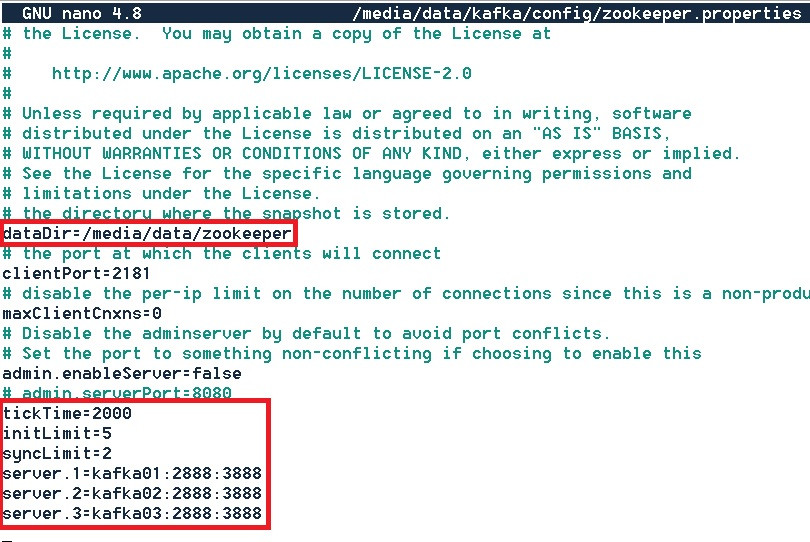 GNU nano 4.8 /media/data/kafka/config/zookeeper.properties
# the License.  You may obtain a copy of the License at
#
#    http://www.apache.org/licenses/LICENSE-2.0
#
# Unless required by applicable law or agreed to in writing, software
# distributed under the License is distributed on an "AS IS" BASIS,
# WITHOUT WARRANTIES OR CONDITIONS OF ANY KIND, either express or implied.
# See the License for the specific language governing permissions and
# limitations under the License.
# the directory where the snapshot is stored.
dataDir=/media/data/zookeeper
# the port at which the clients will connect
clientPort=2181
# disable the per-ip limit on the number of connections since this is a non-produ
maxClientCnxns=0
# Disable the adminserver by default to avoid port conflicts.
# Set the port to something non-conflicting if choosing to enable this
admin.enableServer=false
# admin.serverPort=8080
tickTime=2000
initLimit=5
syncLimit=2
server.1=kafka01:2888:3888
server.2=kafka02:2888:3888
server.3=kafka03:2888:3888